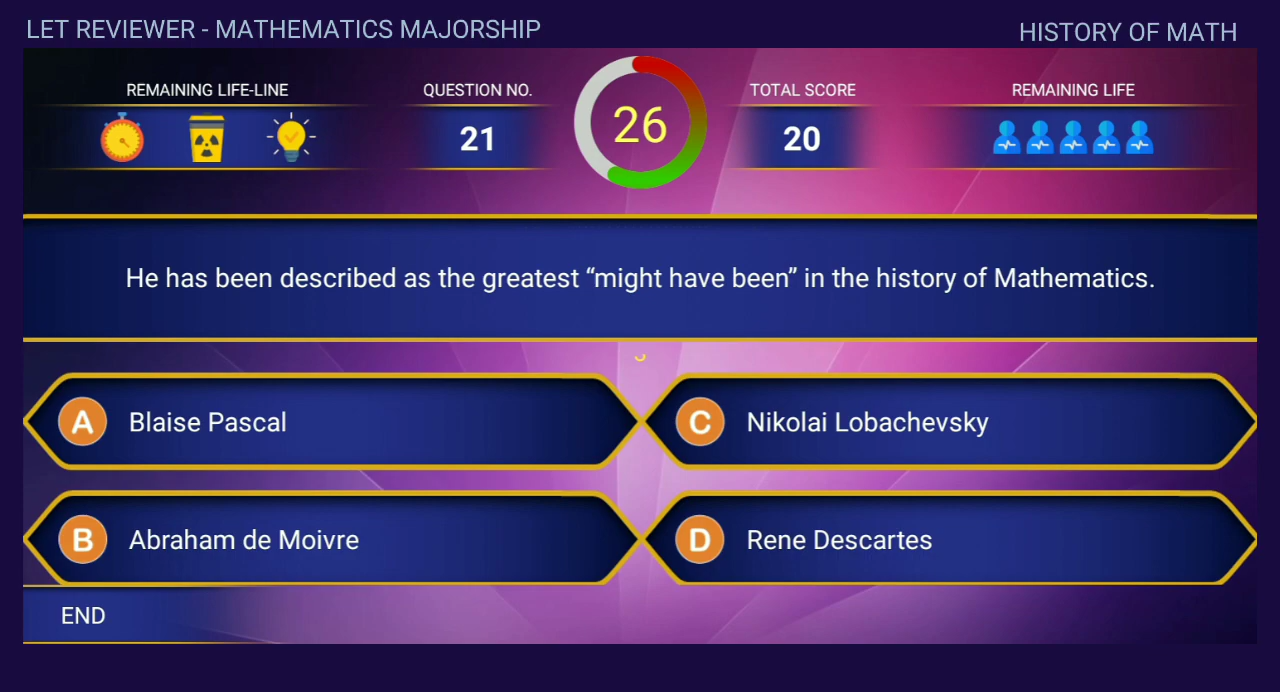 LET REVIEWER - MATHEMATICS MAJORSHIP
HISTORY OF MATH
REMAINING LIFE-LINE
QUESTION NO.
21
26
TOTAL SCORE
20
REMAINING LIFE
He has been described as the greatest “might have been” in the history of Mathematics.
A Blaise Pascal
C Nikolai Lobachevsky
B Abraham de Moivre
D Rene Descartes
END